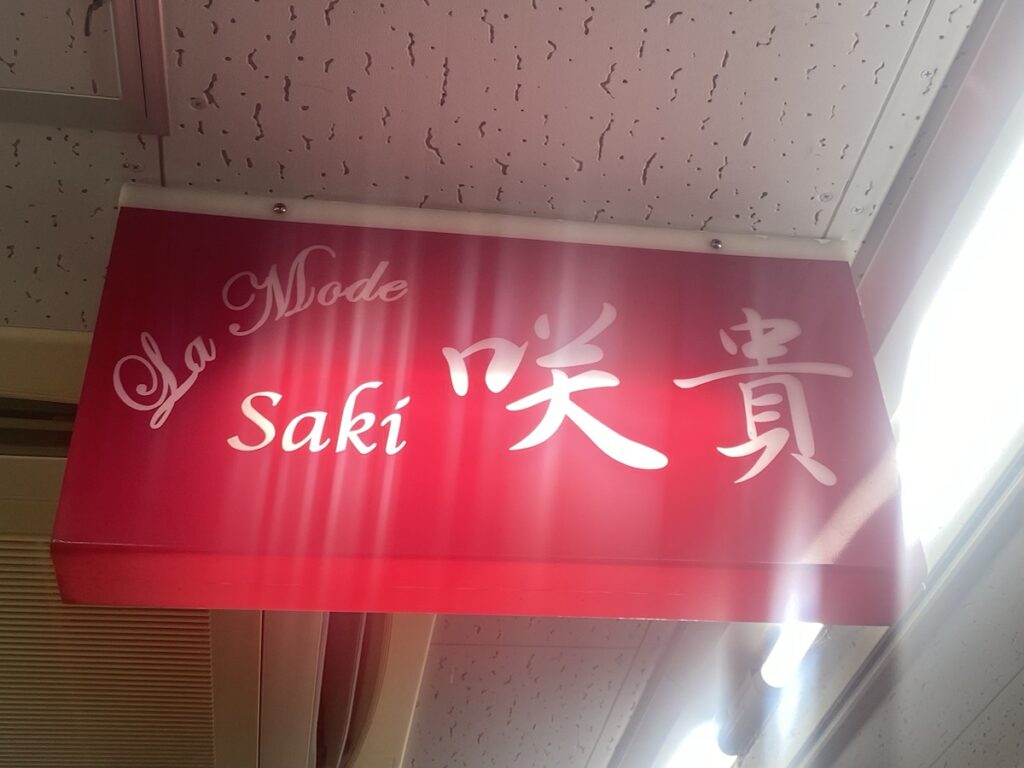 La Mode
Saki 咲貴